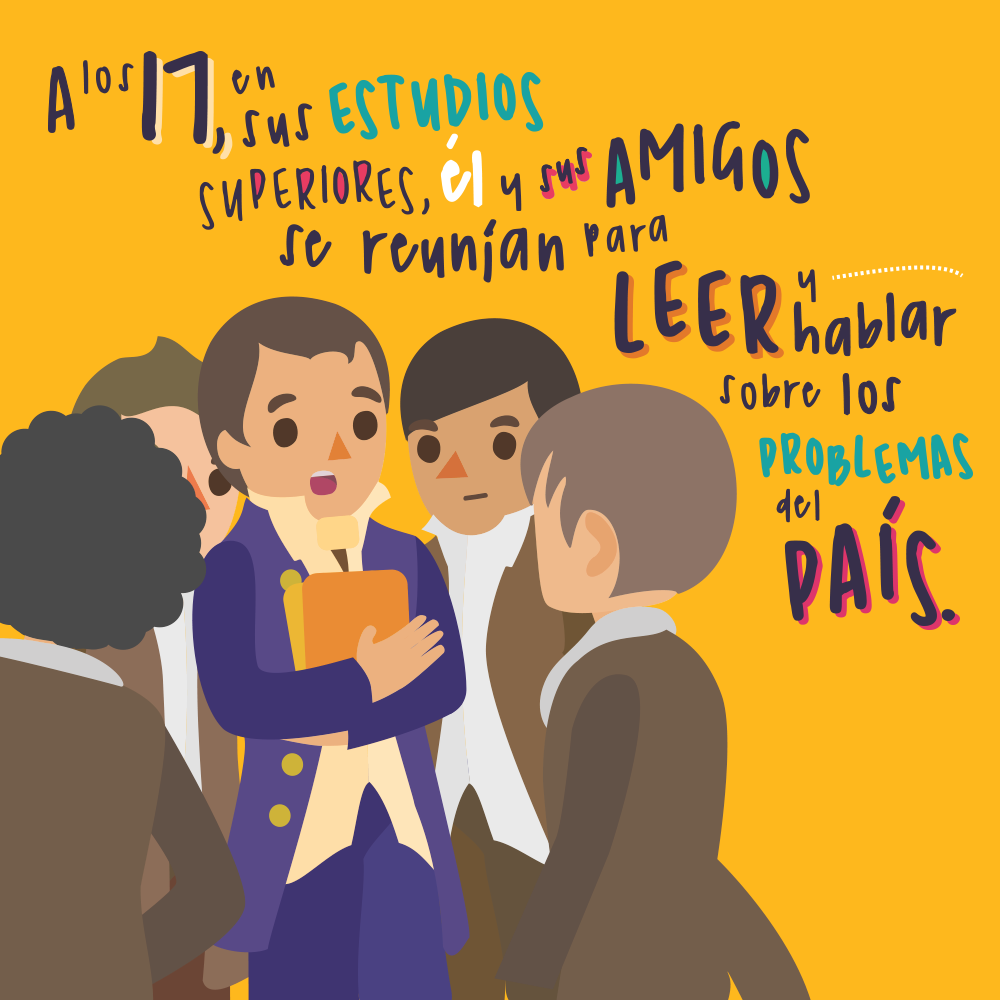 A los 17, en
sus ESTUDIOS
SUPERIORES, él y sus AMIGOS
se reunían para
LEER y
hablar
sobre los
PROBLEMAS
del
PAÍS.